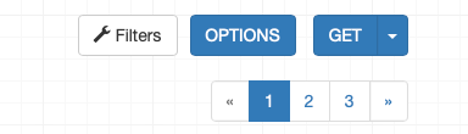 Filters OPTIONS GET
« 1 2 3 »